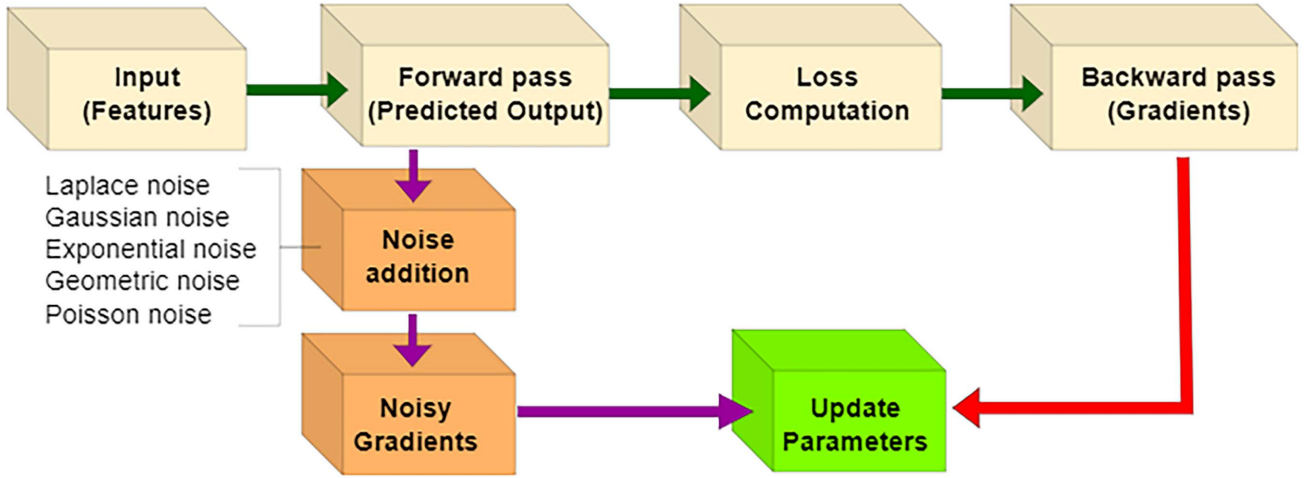 Input
(Features)
Forward pass
(Predicted Output)
Loss
Computation
Backward pass
(Gradients)
Laplace noise
Gaussian noise
Exponential noise
Geometric noise
Poisson noise
Noise
addition
Noisy
Gradients
Update
Parameters